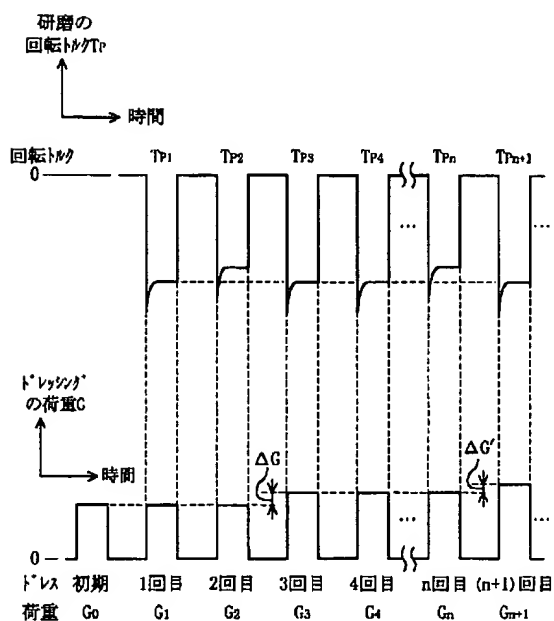 研磨の
回転トルクTP
時間
回転トルク TP1 TP2 TP3 TP4 TPn TPn+1
0
… …
ドレッシング
の荷重G
時間
ΔG ΔG′
… …
0
ドレス 初期 1回目 2回目 3回目 4回目 n回目 (n+1)回目
荷重 G0 G1 G2 G3 G4 Gn Gn+1